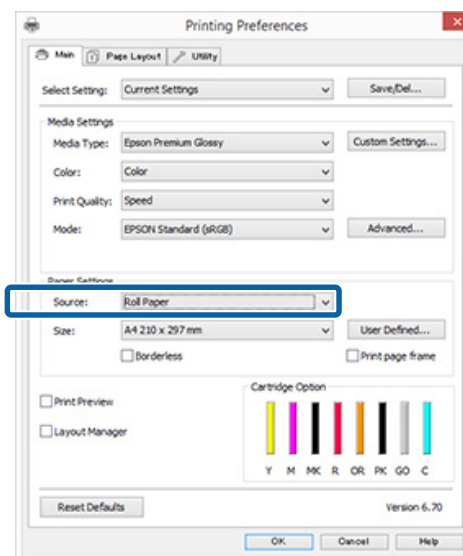 Printing Preferences
Main Page Layout Utility
Select Setting: Current Settings Save/Del...
Media Settings
Media Type: Epson Premium Glossy Custom Settings...
Color: Color
Print Quality: Speed
Mode: EPSON Standard (sRGB) Advanced...
Paper Settings
Source: Roll Paper
Size: A4 210 x 297 mm User Defined...
Borderless Print page frame
Cartridge Option
Print Preview
Layout Manager
Y M MK R OR PK GO C
Reset Defaults Version 6.70
OK Cancel Help